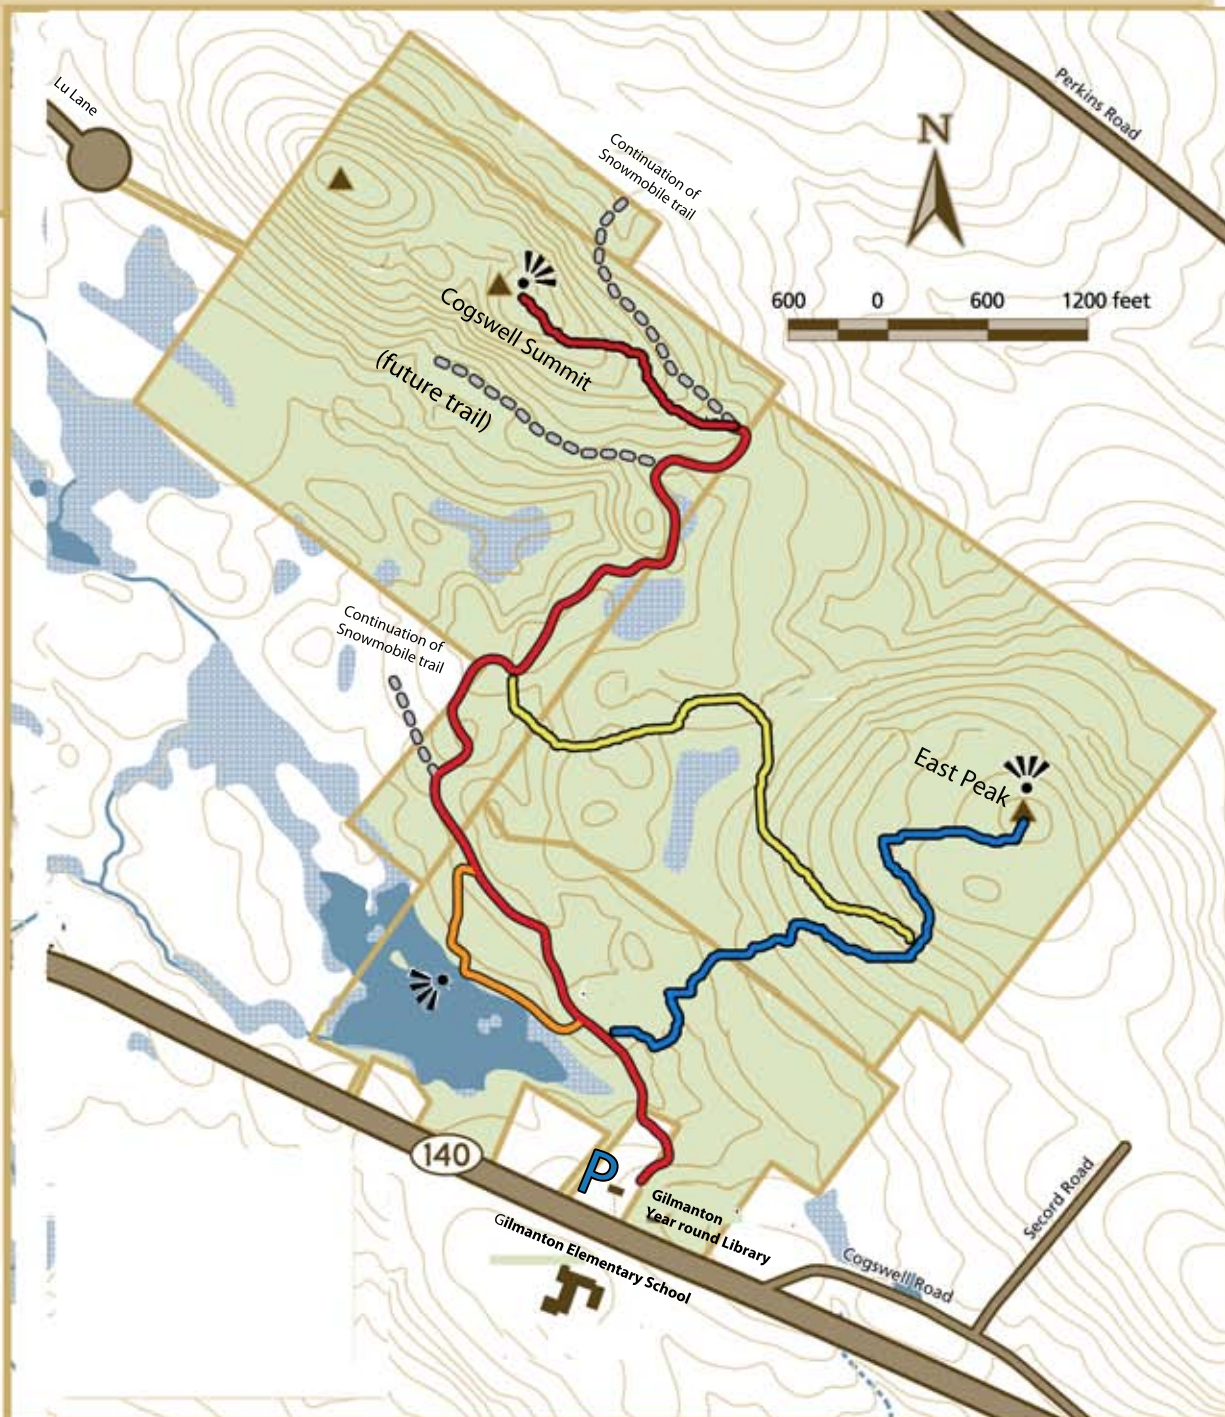 Lu Lane
Perkins Road
Continuation of
Snowmobile trail
N
600 0 600 1200 feet
Cogswell Summit
(future trail)
Continuation of
Snowmobile trail
East Peak
140
P
Gilmanton
Year round Library
Gilmanton Elementary School
Cogswell Road
Secord Road